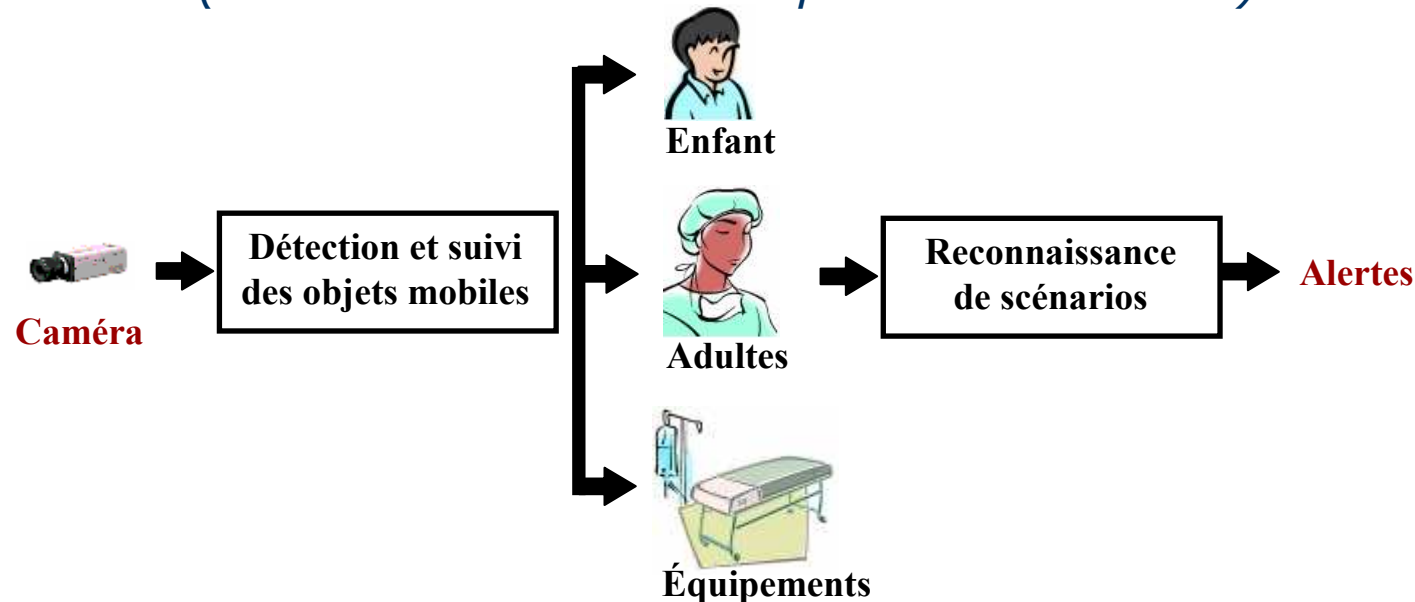 Enfant
Détection et suivi
des objets mobiles
Reconnaissance
de scénarios
Alertes
Caméra
Adultes
Équipements